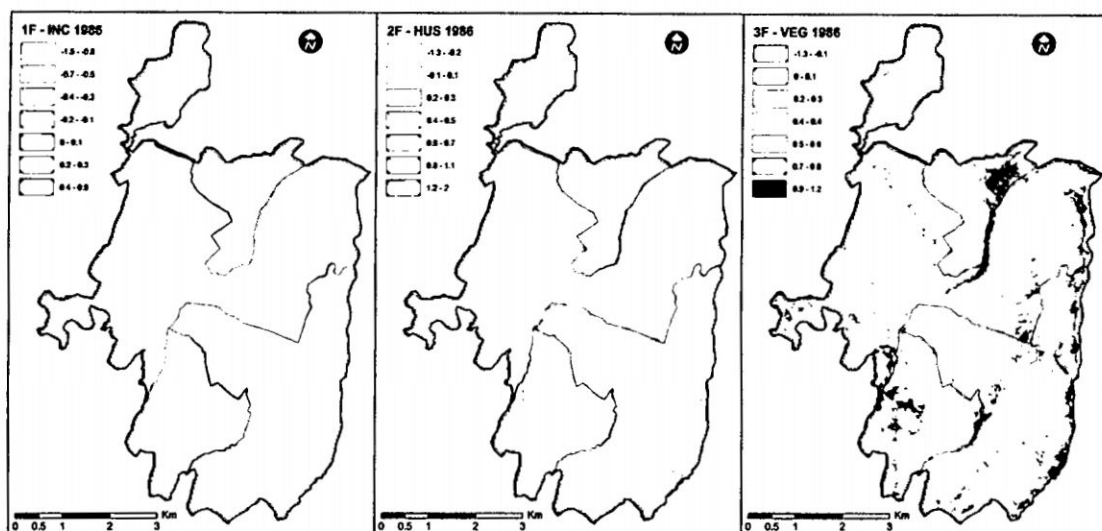 1F - INC 1986
-1.5 - -0.8
-0.7 - -0.5
-0.4 - -0.3
-0.2 - -0.1
0 - 0.1
0.2 - 0.3
0.4 - 0.9
N
0 0.5 1 2 3 Km
2F - HUS 1986
-1.3 - -0.2
-0.1 - 0.1
0.2 - 0.3
0.4 - 0.5
0.6 - 0.7
0.8 - 1.1
1.2 - 2
N
0 0.5 1 2 3 Km
3F - VEG 1986
-1.3 - -0.1
0 - 0.1
0.2 - 0.3
0.4 - 0.4
0.5 - 0.6
0.7 - 0.8
0.9 - 1.2
N
0 0.5 1 2 3 Km